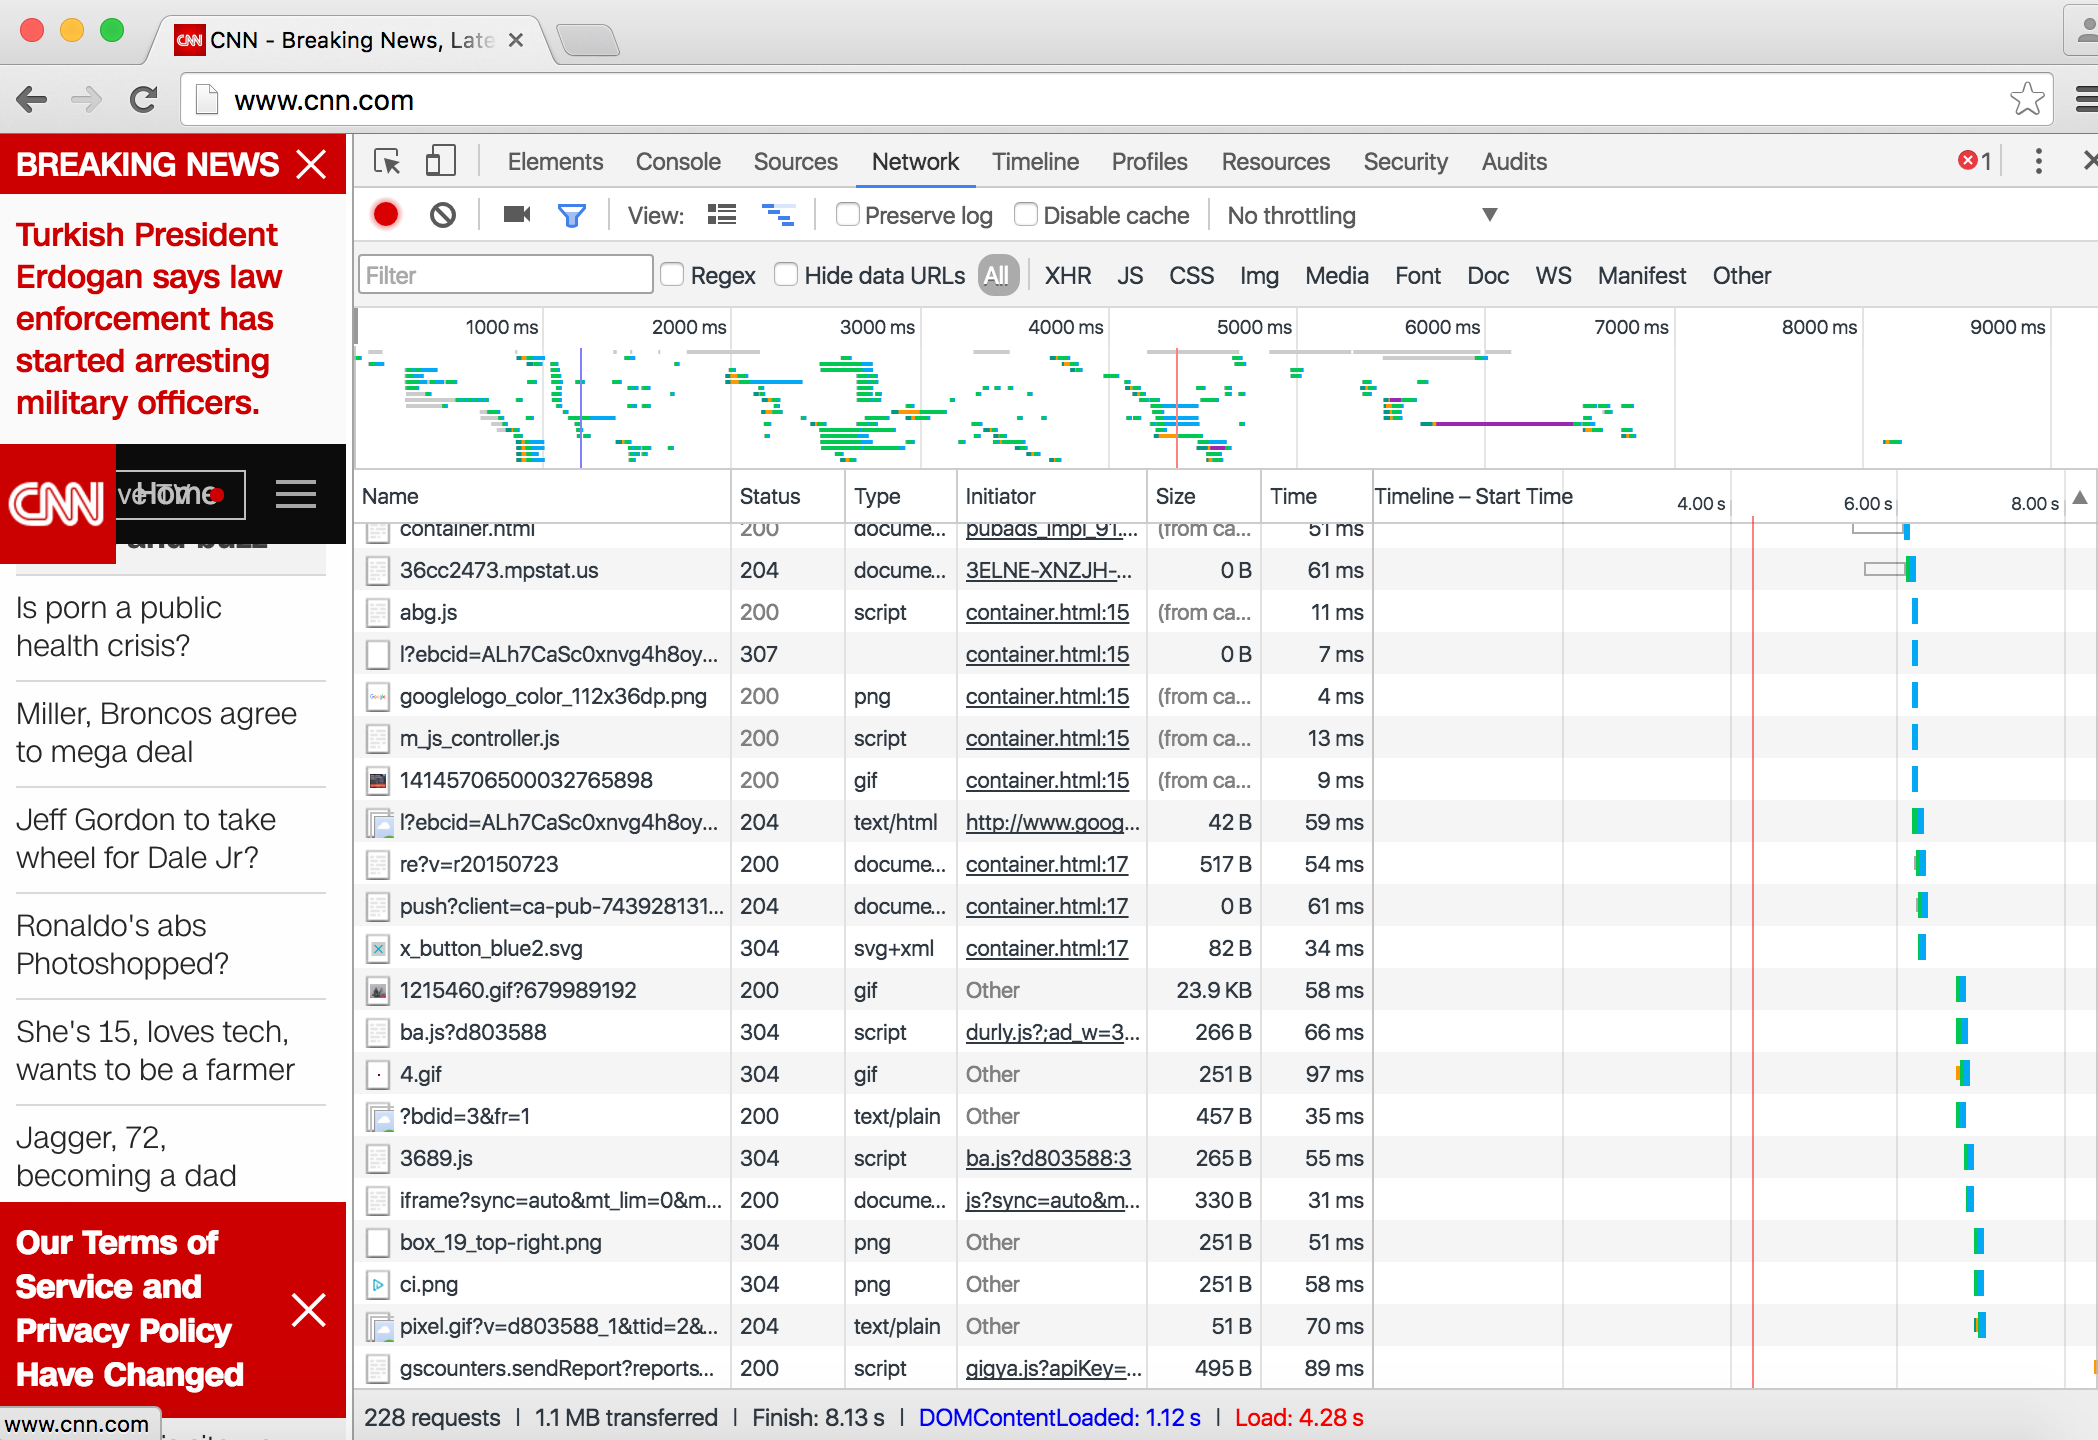 CNN - Breaking News, Late
www.cnn.com
BREAKING NEWS
Turkish President
Erdogan says law
enforcement has
started arresting
military officers.
CNN
ve TV
Home
and buzz
Is porn a public
health crisis?
Miller, Broncos agree
to mega deal
Jeff Gordon to take
wheel for Dale Jr?
Ronaldo's abs
Photoshopped?
She's 15, loves tech,
wants to be a farmer
Jagger, 72,
becoming a dad
Our Terms of
Service and
Privacy Policy
Have Changed
www.cnn.com
Elements Console Sources Network Timeline Profiles Resources Security Audits 1
View: Preserve log Disable cache No throttling
Filter Regex Hide data URLs All XHR JS CSS Img Media Font Doc WS Manifest Other
1000 ms 2000 ms 3000 ms 4000 ms 5000 ms 6000 ms 7000 ms 8000 ms 9000 ms
Name Status Type Initiator Size Time Timeline – Start Time 4.00 s 6.00 s 8.00 s
container.html 200 docume... pubads_impl_91.... (from ca... 51 ms
36cc2473.mpstat.us 204 docume... 3ELNE-XNZJH-... 0 B 61 ms
abg.js 200 script container.html:15 (from ca... 11 ms
l?ebcid=ALh7CaSc0xnvg4h8oy... 307 container.html:15 0 B 7 ms
googlelogo_color_112x36dp.png 200 png container.html:15 (from ca... 4 ms
m_js_controller.js 200 script container.html:15 (from ca... 13 ms
14145706500032765898 200 gif container.html:15 (from ca... 9 ms
l?ebcid=ALh7CaSc0xnvg4h8oy... 204 text/html http://www.goog... 42 B 59 ms
re?v=r20150723 200 docume... container.html:17 517 B 54 ms
push?client=ca-pub-743928131... 204 docume... container.html:17 0 B 61 ms
x_button_blue2.svg 304 svg+xml container.html:17 82 B 34 ms
1215460.gif?679989192 200 gif Other 23.9 KB 58 ms
ba.js?d803588 304 script durly.js?;ad_w=3... 266 B 66 ms
4.gif 304 gif Other 251 B 97 ms
?bdid=3&fr=1 200 text/plain Other 457 B 35 ms
3689.js 304 script ba.js?d803588:3 265 B 55 ms
iframe?sync=auto&mt_lim=0&m... 200 docume... js?sync=auto&m... 330 B 31 ms
box_19_top-right.png 304 png Other 251 B 51 ms
ci.png 304 png Other 251 B 58 ms
pixel.gif?v=d803588_1&ttid=2&... 204 text/plain Other 51 B 70 ms
gscounters.sendReport?reports... 200 script gigya.js?apiKey=... 495 B 89 ms
228 requests | 1.1 MB transferred | Finish: 8.13 s | DOMContentLoaded: 1.12 s | Load: 4.28 s